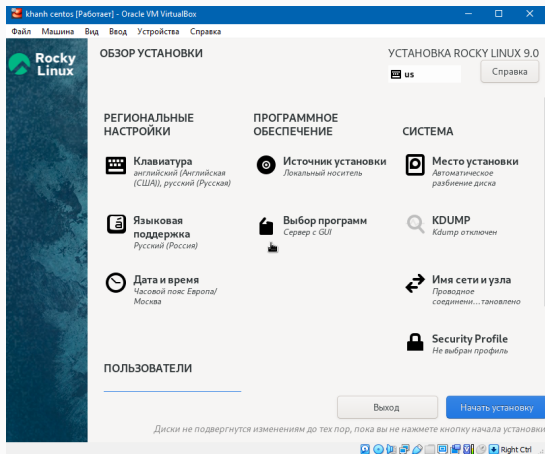 khanh centos [Работает] - Oracle VM VirtualBox
Файл Машина Вид Ввод Устройства Справка
Rocky
Linux
ОБЗОР УСТАНОВКИ
УСТАНОВКА ROCKY LINUX 9.0
us
Справка
РЕГИОНАЛЬНЫЕ
НАСТРОЙКИ
Клавиатура
английский (Английская
(США)), русский (Русская)
Языковая
поддержка
Русский (Россия)
Дата и время
Часовой пояс Европа/
Москва
ПРОГРАММНОЕ
ОБЕСПЕЧЕНИЕ
Источник установки
Локальный носитель
Выбор программ
Сервер с GUI
СИСТЕМА
Место установки
Автоматическое
разбиение диска
KDUMP
Kdump отключен
Имя сети и узла
Проводное
соединени...тановлено
Security Profile
Не выбран профиль
ПОЛЬЗОВАТЕЛИ
Выход
Начать установку
Диски не подвергнутся изменениям до тех пор, пока вы не нажмете кнопку начала установки
Right Ctrl